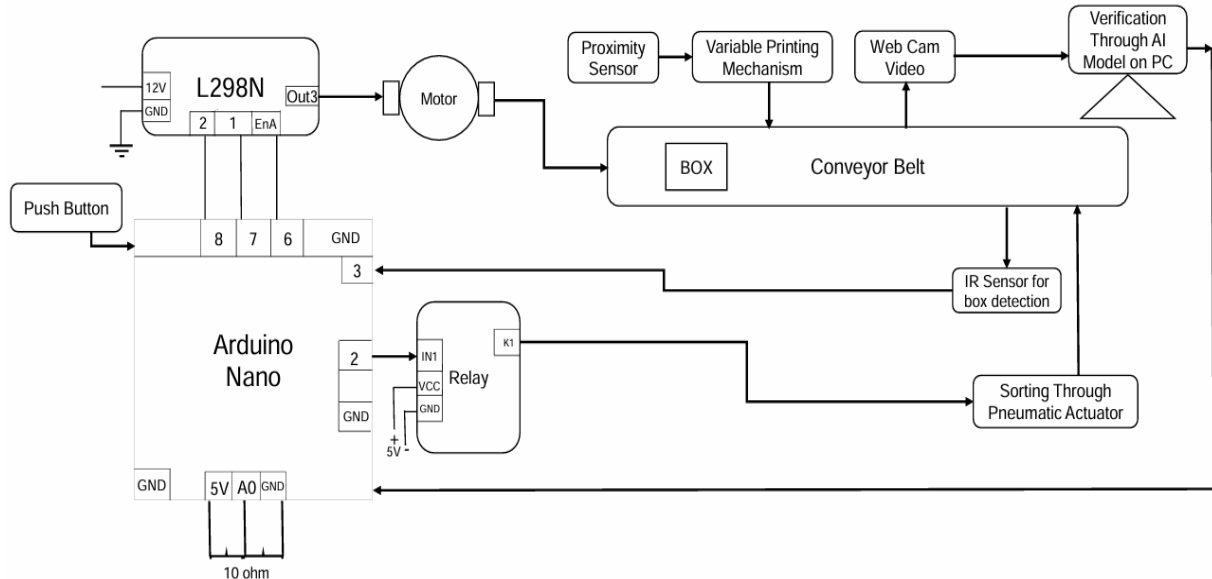 Verification
Through AI
Model on PC
Proximity
Sensor
Variable Printing
Mechanism
Web Cam
Video
L298N
12V
GND
Out3
2 1 EnA
Motor
BOX
Conveyor Belt
Push Button
8 7 6 GND
3
IR Sensor for
box detection
Arduino
Nano
2
GND
IN1
VCC
GND
K1
Relay
+
5V -
Sorting Through
Pneumatic Actuator
GND
5V A0 GND
10 ohm